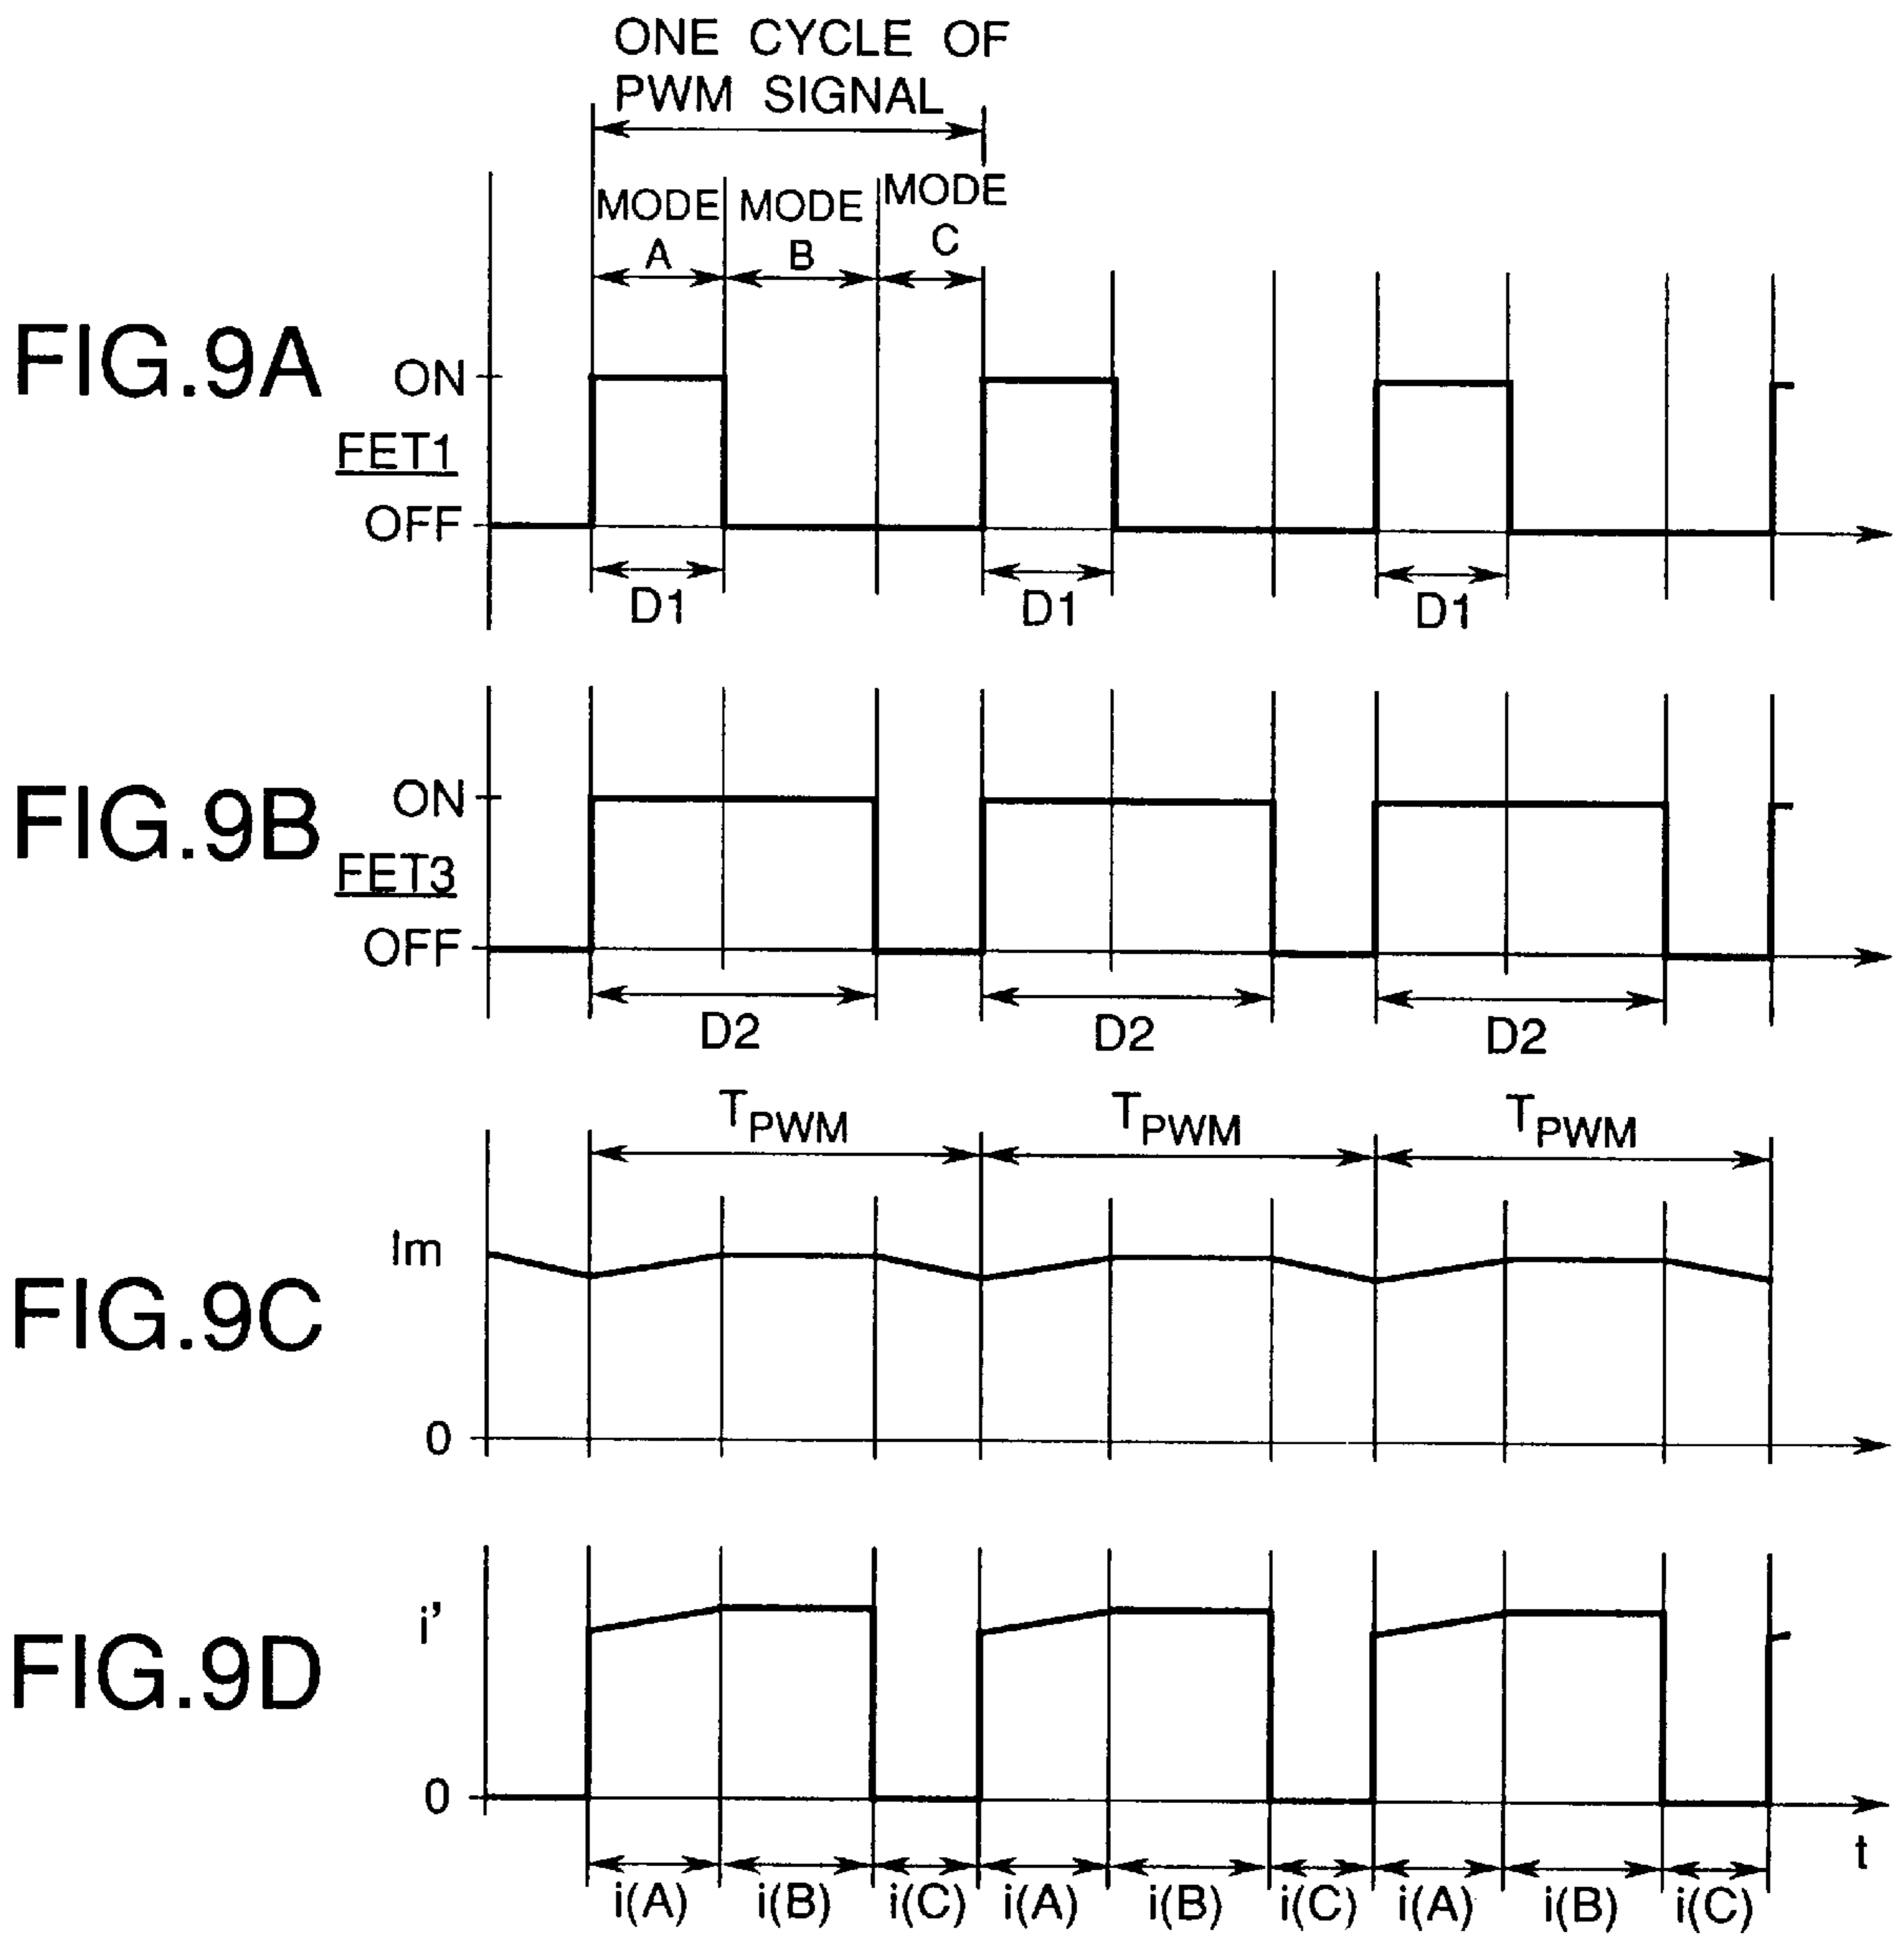 ONE CYCLE OF
PWM SIGNAL
MODE A
MODE B
MODE C
FIG.9A
ON
FET1
OFF
D1
D1
D1
FIG.9B
ON
FET3
OFF
D2
D2
D2
TPWM
TPWM
TPWM
FIG.9C
Im
0
FIG.9D
i'
0
t
i(A)
i(B)
i(C)
i(A)
i(B)
i(C)
i(A)
i(B)
i(C)